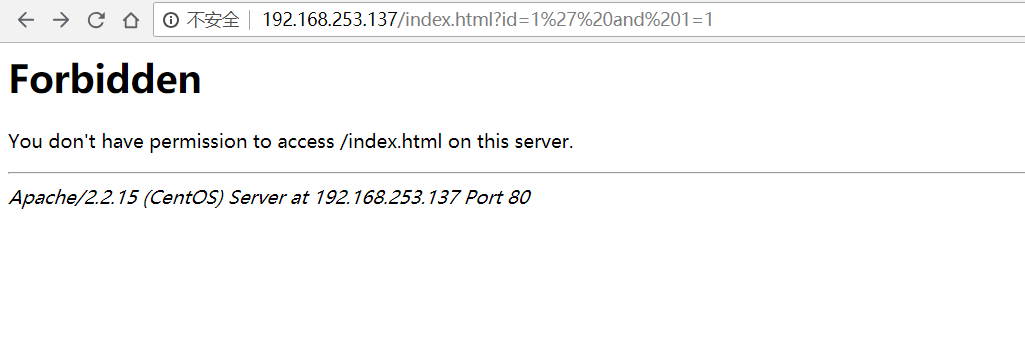 不安全 192.168.253.137/index.html?id=1%27%20and%201=1
Forbidden
You don't have permission to access /index.html on this server.
Apache/2.2.15 (CentOS) Server at 192.168.253.137 Port 80